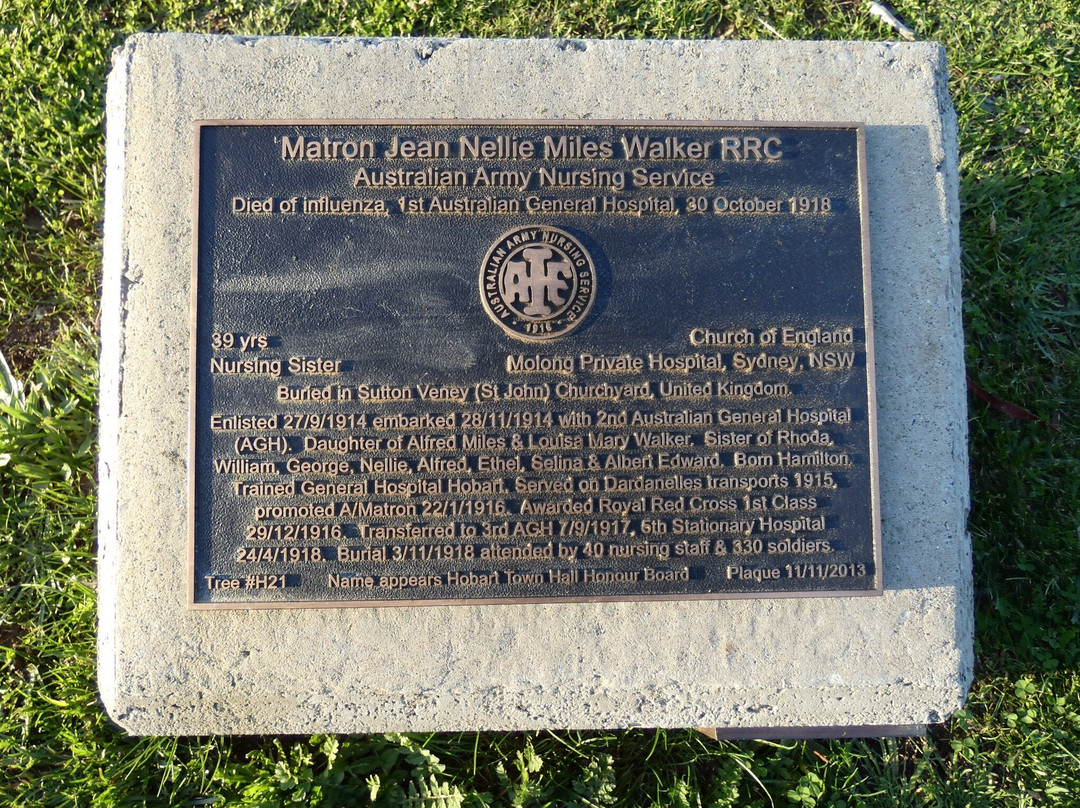 Matron Jean Nellie Miles Walker RRC
Australian Army Nursing Service
Died of influenza, 1st Australian General Hospital, 30 October 1918
AUSTRALIAN ARMY NURSING SERVICE
AIF
1916
39 yrs Church of England
Nursing Sister Molong Private Hospital, Sydney, NSW
Buried in Sutton Veney (St John) Churchyard, United Kingdom.
Enlisted 27/9/1914 embarked 28/11/1914 with 2nd Australian General Hospital
(AGH). Daughter of Alfred Miles & Louisa Mary Walker. Sister of Rhoda,
William, George, Nellie, Alfred, Ethel, Selina & Albert Edward. Born Hamilton.
Trained General Hospital Hobart. Served on Dardanelles transports 1915,
promoted A/Matron 22/1/1916. Awarded Royal Red Cross 1st Class
29/12/1916. Transferred to 3rd AGH 7/9/1917, 5th Stationary Hospital
24/4/1918. Burial 3/11/1918 attended by 40 nursing staff & 330 soldiers.
Tree #H21 Name appears Hobart Town Hall Honour Board Plaque 11/11/2013